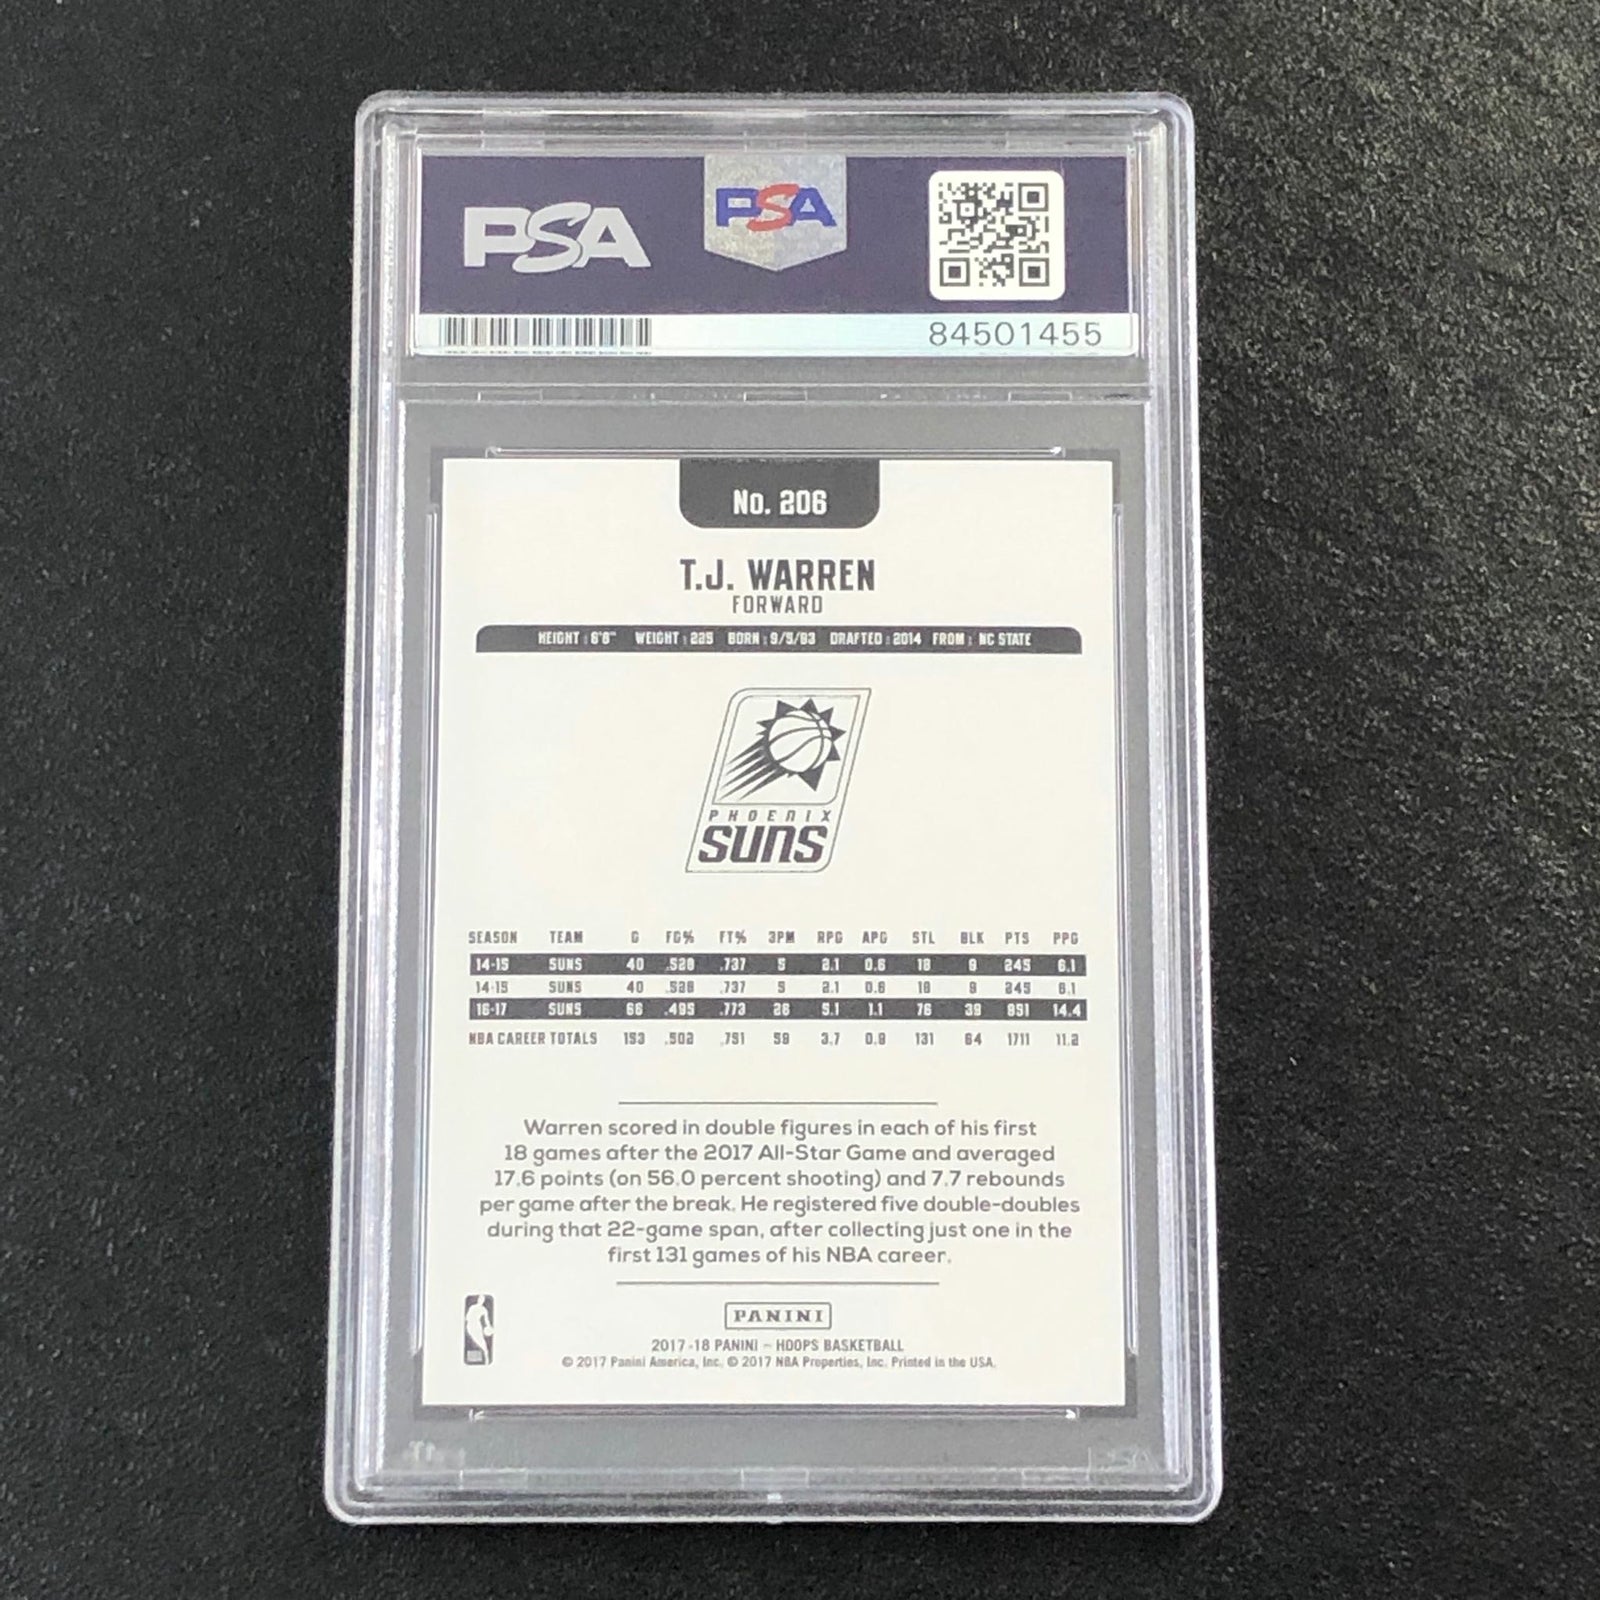 PSA
PSA
84501455
No. 206
T.J. WARREN
FORWARD
HEIGHT : 6'8" WEIGHT : 225 BORN : 9/5/93 DRAFTED : 2014 FROM : NC STATE
PHOENIX
SUNS
SEASON TEAM G FG% FT% 3PM RPG APG STL BLK PTS PPG
14-15 SUNS 40 .528 .737 5 2.1 0.6 18 9 245 6.1
14-15 SUNS 40 .528 .737 5 2.1 0.6 18 9 245 6.1
16-17 SUNS 66 .495 .773 26 5.1 1.1 76 39 951 14.4
NBA CAREER TOTALS 153 .502 .751 59 3.7 0.9 131 64 1711 11.2
Warren scored in double figures in each of his first
18 games after the 2017 All-Star Game and averaged
17.6 points (on 56.0 percent shooting) and 7.7 rebounds
per game after the break. He registered five double-doubles
during that 22-game span, after collecting just one in the
first 131 games of his NBA career.
PANINI
2017-18 PANINI – HOOPS BASKETBALL
© 2017 Panini America, Inc. © 2017 NBA Properties, Inc. Printed in the USA.